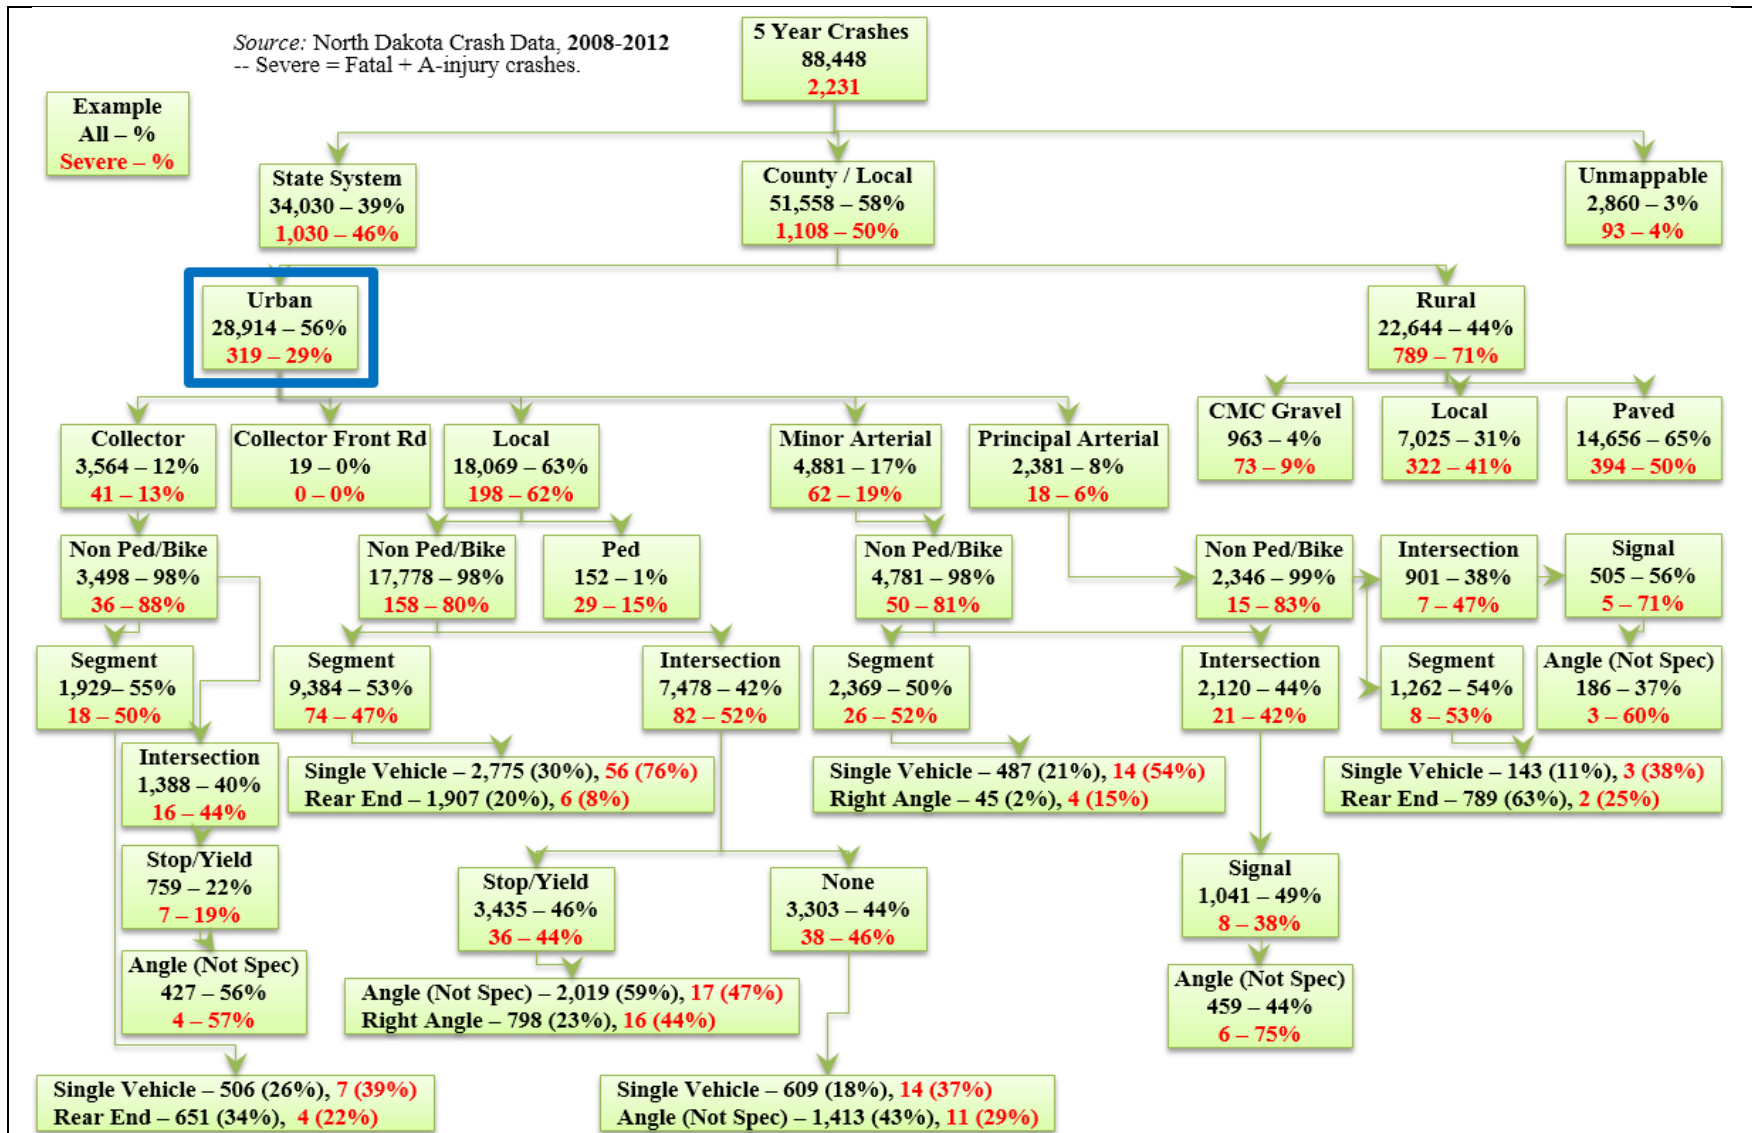 Source: North Dakota Crash Data, 2008-2012
-- Severe = Fatal + A-injury crashes.
5 Year Crashes
88,448
2,231
Example
All – %
Severe – %
State System
34,030 – 39%
1,030 – 46%
County / Local
51,558 – 58%
1,108 – 50%
Unmappable
2,860 – 3%
93 – 4%
Urban
28,914 – 56%
319 – 29%
Rural
22,644 – 44%
789 – 71%
Collector
3,564 – 12%
41 – 13%
Collector Front Rd
19 – 0%
0 – 0%
Local
18,069 – 63%
198 – 62%
Minor Arterial
4,881 – 17%
62 – 19%
Principal Arterial
2,381 – 8%
18 – 6%
CMC Gravel
963 – 4%
73 – 9%
Local
7,025 – 31%
322 – 41%
Paved
14,656 – 65%
394 – 50%
Non Ped/Bike
3,498 – 98%
36 – 88%
Non Ped/Bike
17,778 – 98%
158 – 80%
Ped
152 – 1%
29 – 15%
Non Ped/Bike
4,781 – 98%
50 – 81%
Non Ped/Bike
2,346 – 99%
15 – 83%
Intersection
901 – 38%
7 – 47%
Signal
505 – 56%
5 – 71%
Segment
1,929– 55%
18 – 50%
Segment
9,384 – 53%
74 – 47%
Intersection
7,478 – 42%
82 – 52%
Segment
2,369 – 50%
26 – 52%
Intersection
2,120 – 44%
21 – 42%
Segment
1,262 – 54%
8 – 53%
Angle (Not Spec)
186 – 37%
3 – 60%
Intersection
1,388 – 40%
16 – 44%
Single Vehicle – 2,775 (30%), 56 (76%)
Rear End – 1,907 (20%), 6 (8%)
Single Vehicle – 487 (21%), 14 (54%)
Right Angle – 45 (2%), 4 (15%)
Single Vehicle – 143 (11%), 3 (38%)
Rear End – 789 (63%), 2 (25%)
Stop/Yield
759 – 22%
7 – 19%
Stop/Yield
3,435 – 46%
36 – 44%
None
3,303 – 44%
38 – 46%
Signal
1,041 – 49%
8 – 38%
Angle (Not Spec)
427 – 56%
4 – 57%
Angle (Not Spec) – 2,019 (59%), 17 (47%)
Right Angle – 798 (23%), 16 (44%)
Angle (Not Spec)
459 – 44%
6 – 75%
Single Vehicle – 506 (26%), 7 (39%)
Rear End – 651 (34%), 4 (22%)
Single Vehicle – 609 (18%), 14 (37%)
Angle (Not Spec) – 1,413 (43%), 11 (29%)